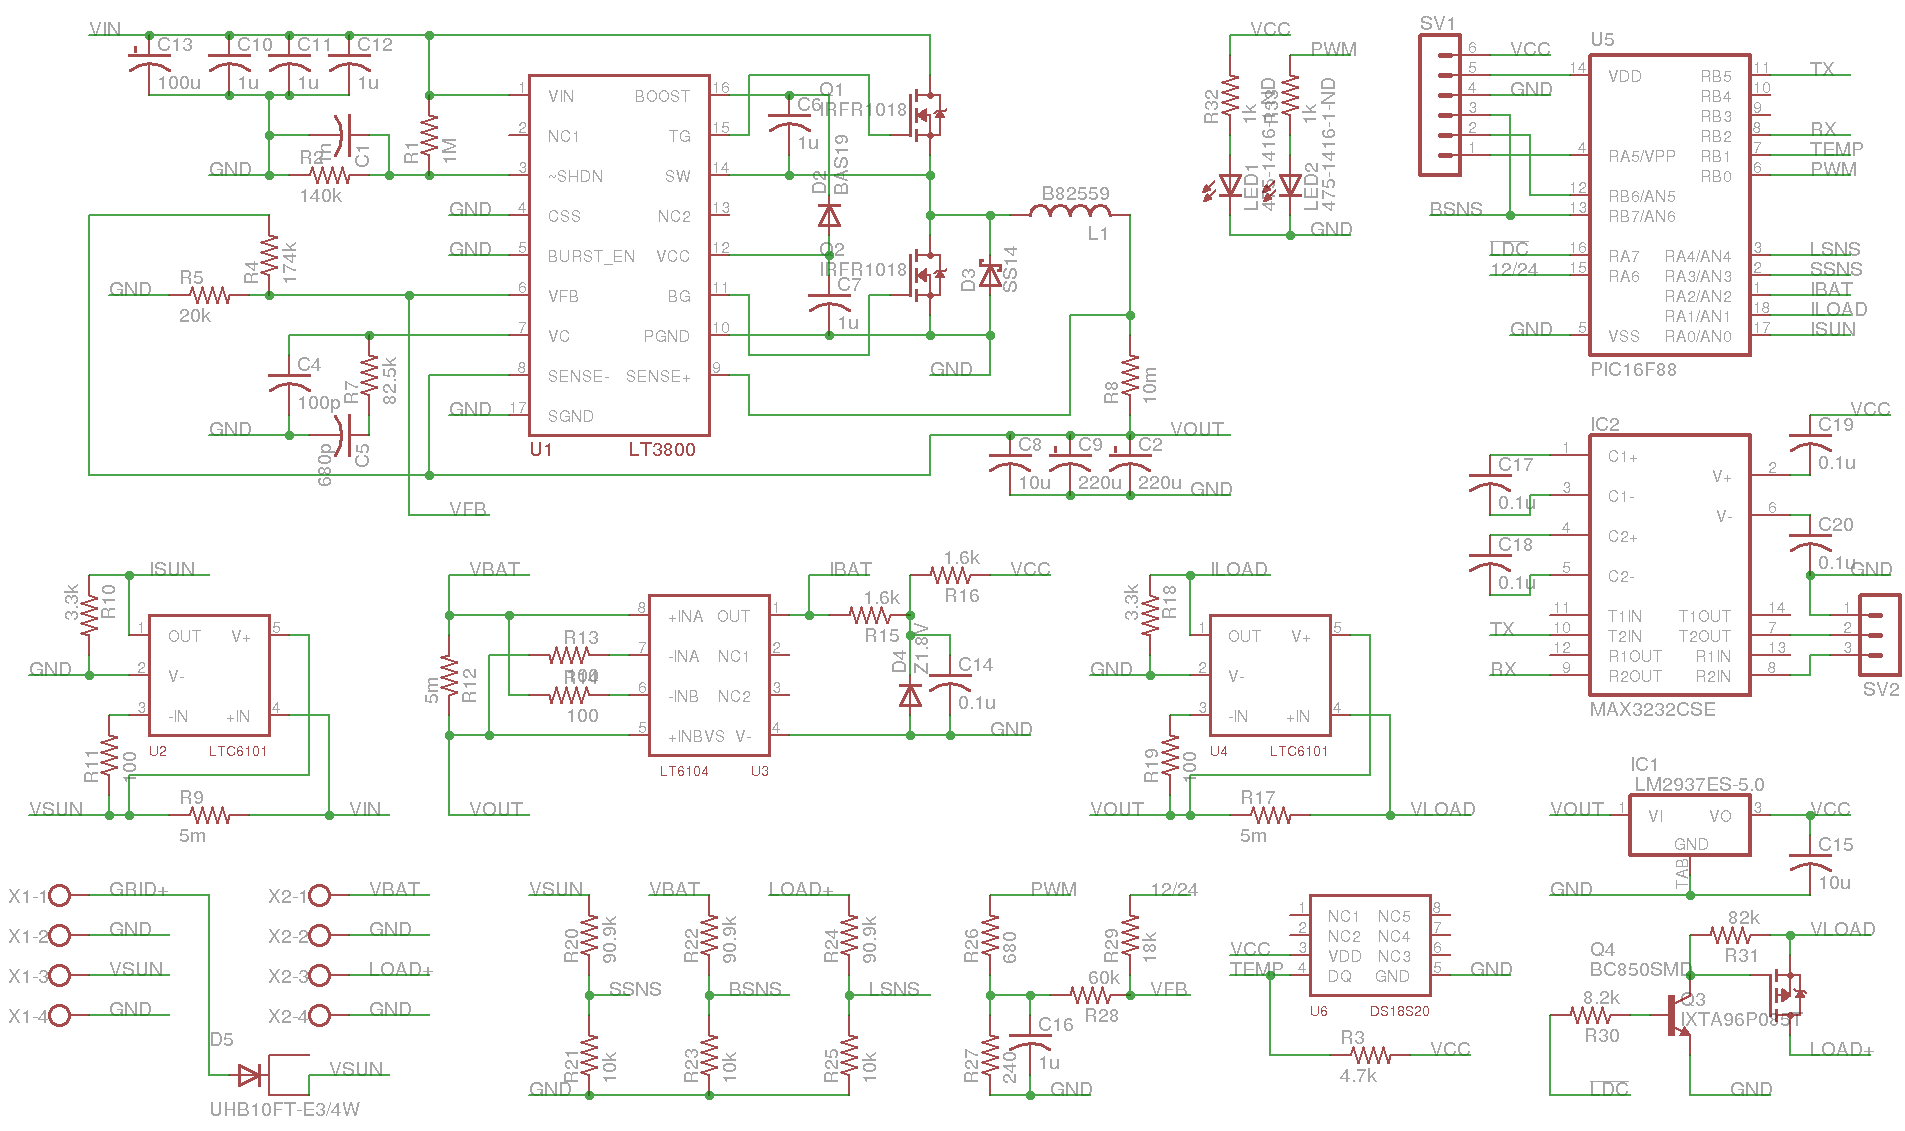 VIN
C13
100u
C10
1u
C11
1u
C12
1u
GND
R2
140k
C1
R1
1M
1 VIN
2 NC1
3 ~SHDN
4 CSS
5 BURST_EN
6 VFB
7 VC
8 SENSE-
17 SGND
16 BOOST
15 TG
14 SW
13 NC2
12 VCC
11 BG
10 PGND
9 SENSE+
U1 LT3800
GND
GND
GND
R4
174k
R5
20k
GND
C4
100p
R7
82.5k
GND
680p
C5
VFB
C6
1u
Q1
IRFR1018
D2
BAS19
Q2
IRFR1018
C7
1u
D3
SS14
GND
B82559
L1
R8
10m
VOUT
C8
10u
C9
220u
C2
220u
GND
VCC
PWM
R32
1k
R33
1k
LED1
475-1416-1-ND
LED2
475-1416-1-ND
GND
SV1
6 VCC
5
4 GND
3
2
1
BSNS
LDC
12/24
GND
U5
14 VDD
4 RA5/VPP
12 RB6/AN5
13 RB7/AN6
16 RA7
15 RA6
5 VSS
RB5 11 TX
RB4 10
RB3 9
RB2 8 RX
RB1 7 TEMP
RB0 6 PWM
RA4/AN4 3 LSNS
RA3/AN3 2 SSNS
RA2/AN2 1 IBAT
RA1/AN1 18 ILOAD
RA0/AN0 17 ISUN
PIC16F88
IC2
VCC
C19
0.1u
C17
0.1u
C18
0.1u
C20
0.1u
GND
1 C1+
3 C1-
4 C2+
5 C2-
11 T1IN
TX 10 T2IN
12 R1OUT
RX 9 R2OUT
V+ 2
V- 6
T1OUT 14
T2OUT 7
R1IN 13
R2IN 8
MAX3232CSE
1
2
3
SV2
ISUN
3.3k
R10
GND
1 OUT V+ 5
2 V-
3 -IN +IN 4
U2 LTC6101
R11
100
VSUN
R9
5m
VIN
VBAT
5m
R12
R13
100
R14
100
8 +INA OUT 1
7 -INA NC1 2
6 -INB NC2 3
5 +INBVS V- 4
LT6104 U3
VOUT
IBAT
1.6k
R15
1.6k
R16
VCC
D4
Z1.8V
C14
0.1u
GND
ILOAD
3.3k
R18
GND
1 OUT V+ 5
2 V-
3 -IN +IN 4
U4 LTC6101
R19
100
VOUT
R17
5m
VLOAD
IC1
LM2937ES-5.0
VOUT 1 VI VO 3 VCC
GND
TAB
C15
10u
GND
X1-1 GRID+
X1-2 GND
X1-3 VSUN
X1-4 GND
X2-1 VBAT
X2-2 GND
X2-3 LOAD+
X2-4 GND
D5
VSUN
UHB10FT-E3/4W
VSUN
R20
90.9k
SSNS
R21
10k
GND
VBAT
R22
90.9k
BSNS
R23
10k
LOAD+
R24
90.9k
LSNS
R25
10k
PWM
R26
680
R27
240
C16
1u
GND
60k
R28
12/24
R29
18k
VFB
1 NC1 NC5 8
2 NC2 NC4 7
VCC 3 VDD NC3 6
TEMP 4 DQ GND 5 GND
U6 DS18S20
R3
4.7k
VCC
82k
R31
VLOAD
Q4
BC850SMD
Q3
IXTA96P085T
8.2k
R30
LOAD+
LDC
GND